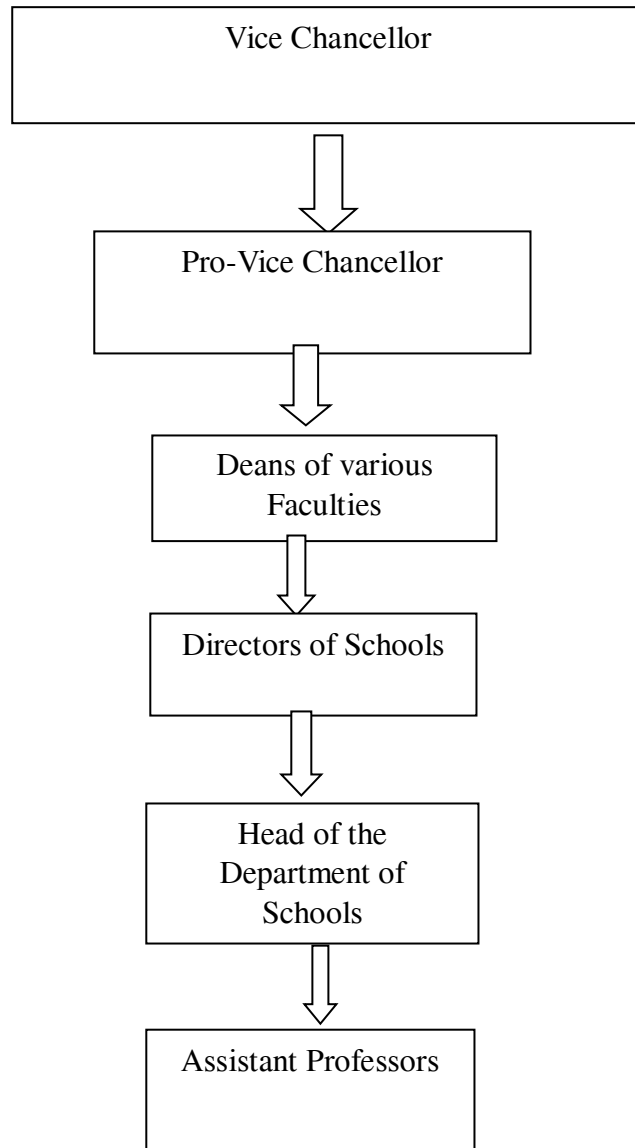 Vice Chancellor
Pro-Vice Chancellor
Deans of various
Faculties
Directors of Schools
Head of the
Department of
Schools
Assistant Professors